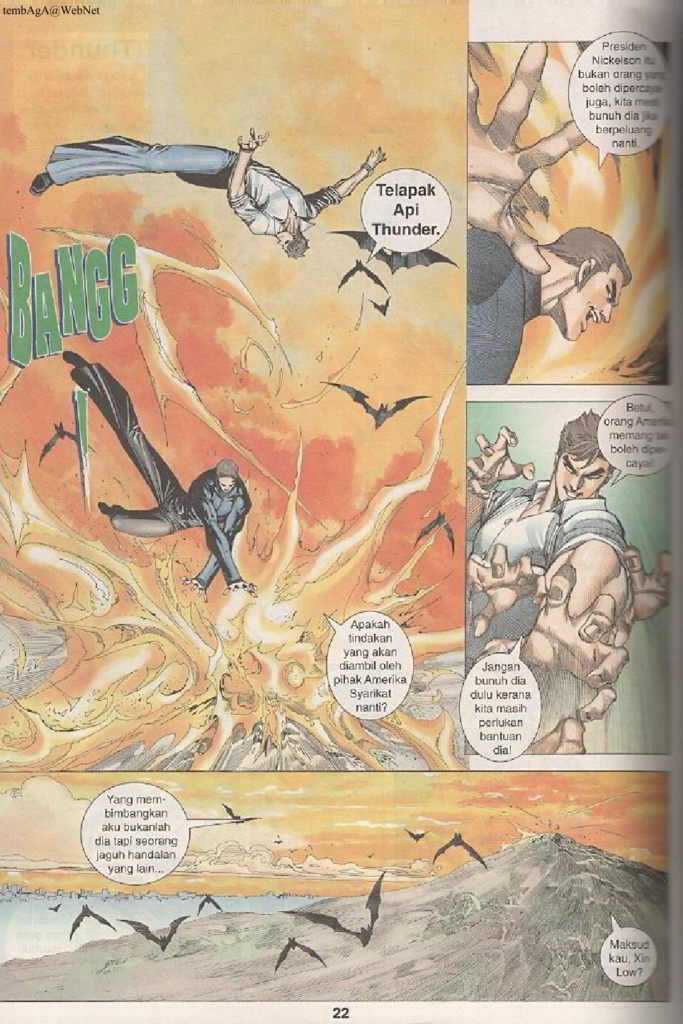 tembAgA@WebNet
Telapak
Api
Thunder.
BANGG
!
Apakah
tindakan
yang akan
diambil oleh
pihak Amerika
Syarikat
nanti?
Presiden
Nickelson itu
bukan orang yang
boleh dipercayai
juga, kita mesti
bunuh dia jika
berpeluang
nanti.
Betul,
orang Amerika
memang tak
boleh diper-
cayai!
Jangan
bunuh dia
dulu kerana
kita masih
perlukan
bantuan
dia!
Yang mem-
bimbangkan
aku bukanlah
dia tapi seorang
jaguh handalan
yang lain...
Maksud
kau, Xin
Low?
22